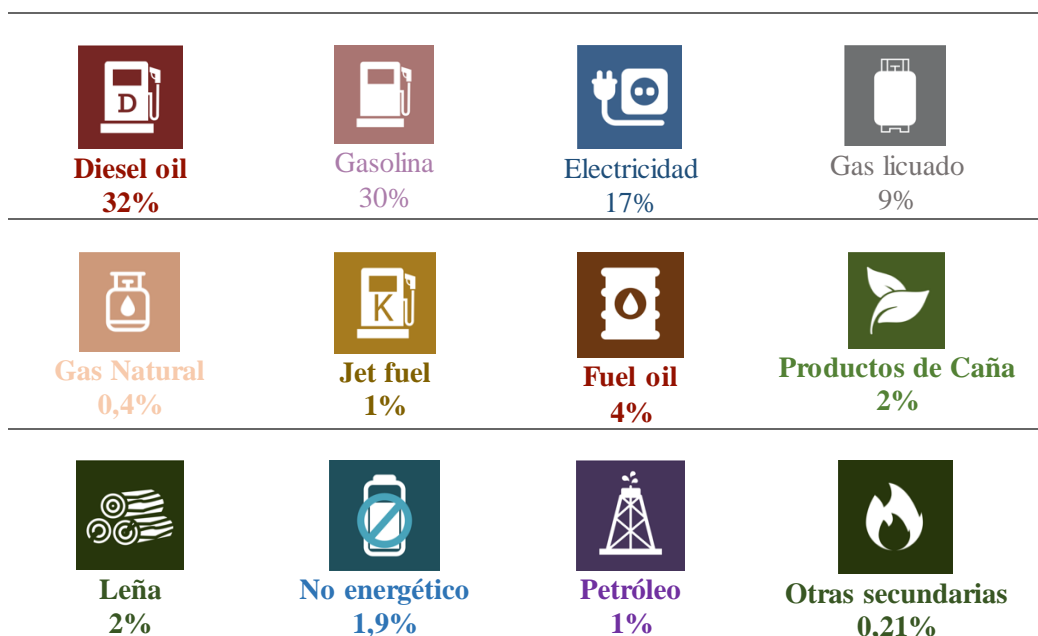 D
Diesel oil
32%
Gasolina
30%
Electricidad
17%
Gas licuado
9%
Gas Natural
0,4%
K
Jet fuel
1%
Fuel oil
4%
Productos de Caña
2%
Leña
2%
No energético
1,9%
Petróleo
1%
Otras secundarias
0,21%